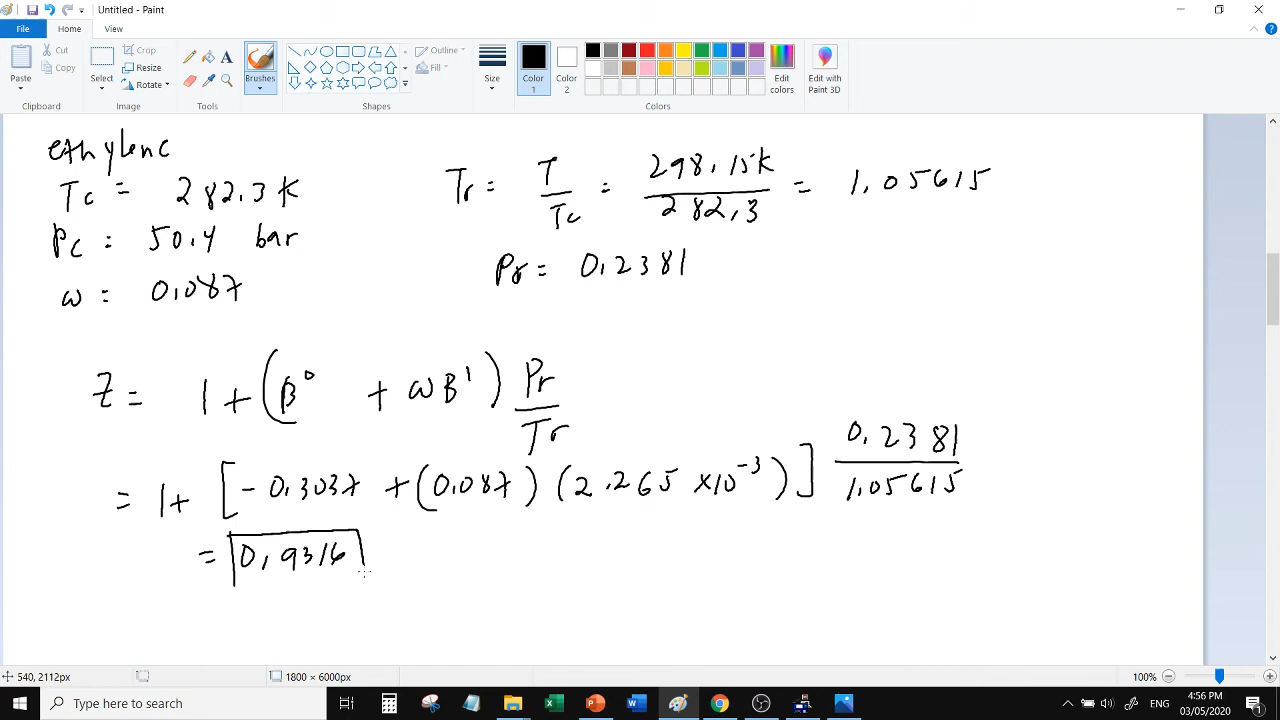 Untitled - Paint
File Home View
Paste Cut Copy Clipboard
Select Crop Resize Rotate Image
Tools
Brushes
Outline Fill Shapes
Size
Color 1 Color 2 Edit colors Colors
Edit with Paint 3D
ethylene
Tc = 282.3 K
Pc = 50.4 bar
ω = 0.087
Tr = T/Tc = 298.15K/282.3 = 1.05615
Pr = 0.2381
Z = 1 + (B⁰ + ωB¹) Pr/Tr
= 1 + [-0.3037 + (0.087) (2.265 ×10⁻³)] 0.2381/1.05615
= 0.9316
540, 2112px 1800 × 6000px 100%
Type here to search
ENG 4:56 PM
03/05/2020